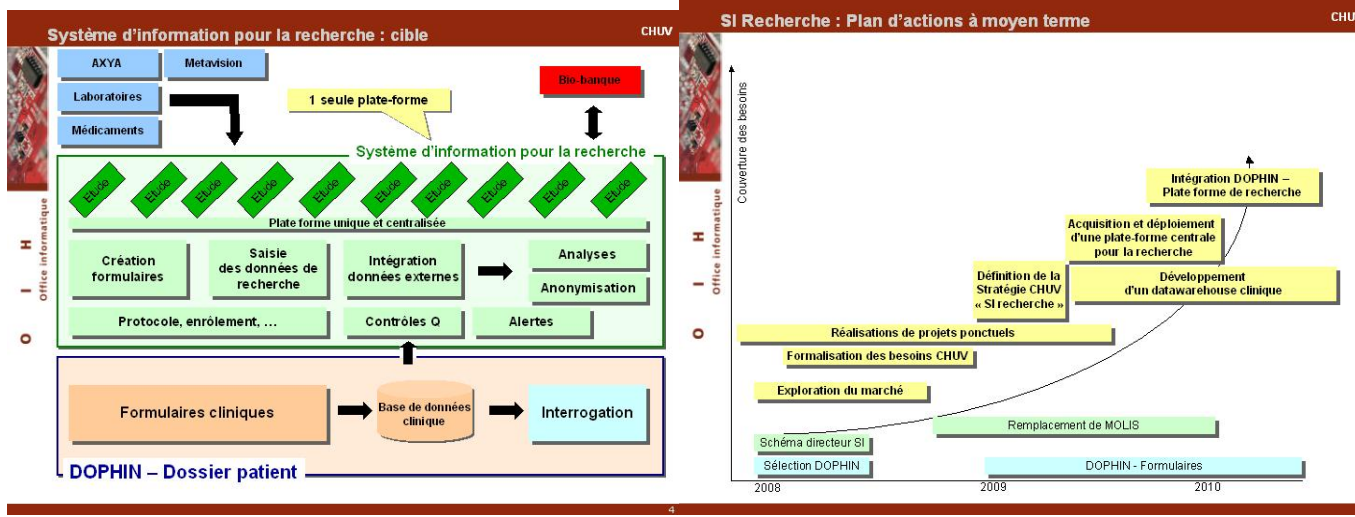 Système d'information pour la recherche : cible
CHUV
AXYA
Metavision
Laboratoires
Médicaments
Bio-banque
1 seule plate-forme
Système d'information pour la recherche
Etude
Etude
Etude
Etude
Etude
Etude
Etude
Etude
Etude
Plate forme unique et centralisée
Création
formulaires
Saisie
des données de
recherche
Intégration
données externes
Analyses
Anonymisation
Protocole, enrôlement, ...
Contrôles Q
Alertes
Formulaires cliniques
Base de données
clinique
Interrogation
DOPHIN – Dossier patient
O I H
Office informatique
4
SI Recherche : Plan d'actions à moyen terme
CHU
Couverture des besoins
Intégration DOPHIN –
Plate forme de recherche
Acquisition et déploiement
d'une plate-forme centrale
pour la recherche
Définition de la
Stratégie CHUV
« SI recherche »
Développement
d'un datawarehouse clinique
Réalisations de projets ponctuels
Formalisation des besoins CHUV
Exploration du marché
Remplacement de MOLIS
Schéma directeur SI
Sélection DOPHIN
DOPHIN - Formulaires
2008
2009
2010
O I H
Office informatique